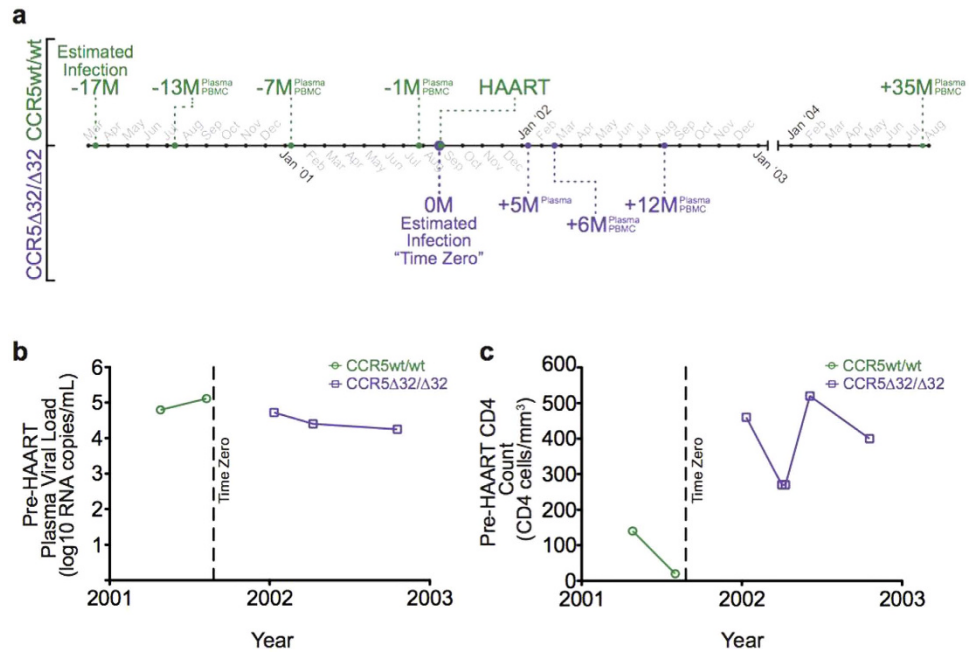 a
CCR5wt/wt
CCR5Δ32/Δ32
Estimated
Infection
-17M
-13M Plasma PBMC
-7M Plasma PBMC
-1M Plasma PBMC
HAART
+35M Plasma PBMC
Mar Apr May Jun Jul Aug Sep Oct Nov Dec Jan '01 Feb Mar Apr May Jun Jul Aug Sep Oct Nov Dec Jan '02 Feb Mar Apr May Jun Jul Aug Sep Oct Nov Dec Jan '03 Jan '04 Feb Mar Apr May Jun Jul Aug
0M
Estimated
Infection
“Time Zero”
+5M Plasma
+6M Plasma PBMC
+12M Plasma PBMC
b
CCR5wt/wt
CCR5Δ32/Δ32
Pre-HAART
Plasma Viral Load
(log10 RNA copies/mL)
6
5
4
3
2
1
Time Zero
2001 2002 2003
Year
c
CCR5wt/wt
CCR5Δ32/Δ32
Pre-HAART CD4
Count
(CD4 cells/mm³)
600
500
400
300
200
100
0
Time Zero
2001 2002 2003
Year